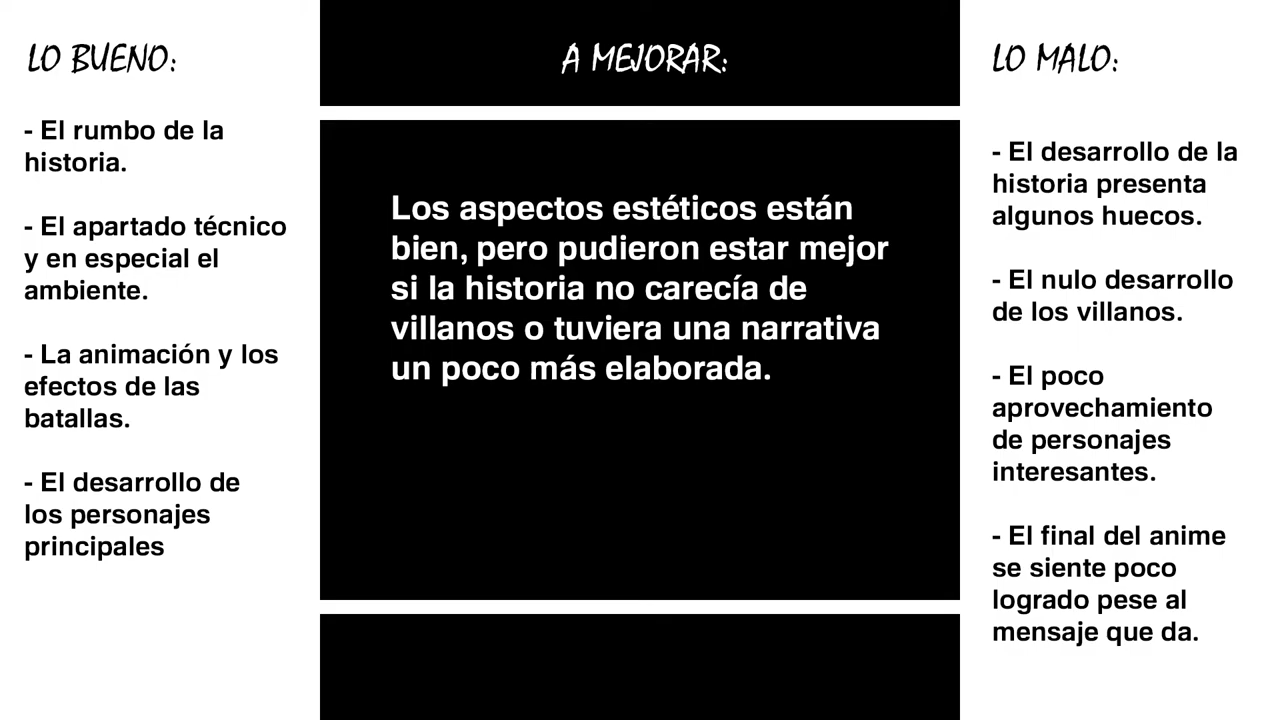 LO BUENO:
- El rumbo de la
historia.
- El apartado técnico
y en especial el
ambiente.
- La animación y los
efectos de las
batallas.
- El desarrollo de
los personajes
principales
A MEJORAR:
Los aspectos estéticos están
bien, pero pudieron estar mejor
si la historia no carecía de
villanos o tuviera una narrativa
un poco más elaborada.
LO MALO:
- El desarrollo de la
historia presenta
algunos huecos.
- El nulo desarrollo
de los villanos.
- El poco
aprovechamiento
de personajes
interesantes.
- El final del anime
se siente poco
logrado pese al
mensaje que da.